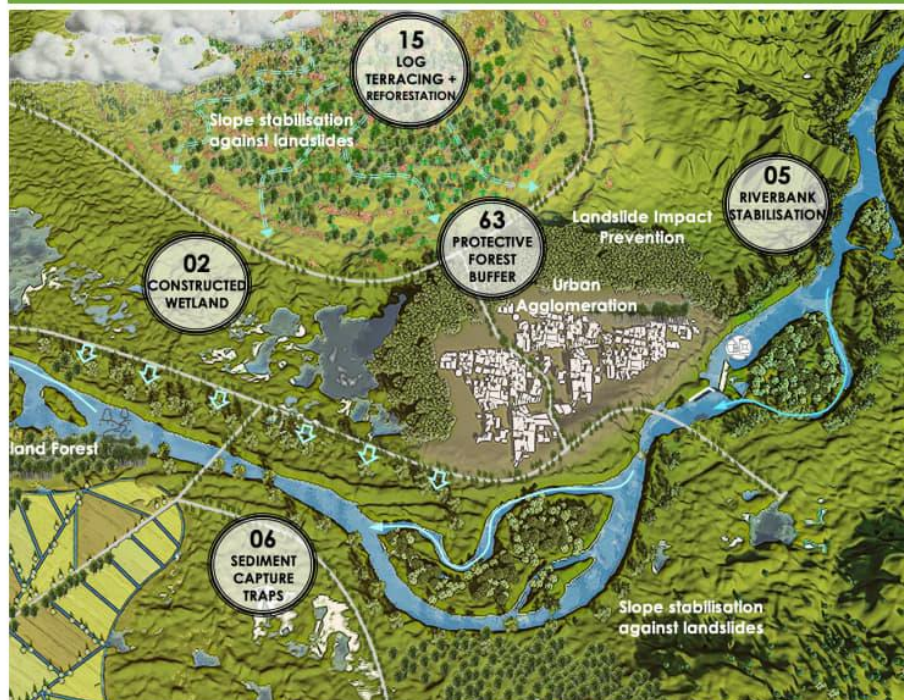 15
LOG
TERRACING +
REFORESTATION
Slope stabilisation
against landslides
05
RIVERBANK
STABILISATION
63
PROTECTIVE
FOREST
BUFFER
Landslide Impact
Prevention
02
CONSTRUCTED
WETLAND
Urban
Agglomeration
land Forest
06
SEDIMENT
CAPTURE
TRAPS
Slope stabilisation
against landslides